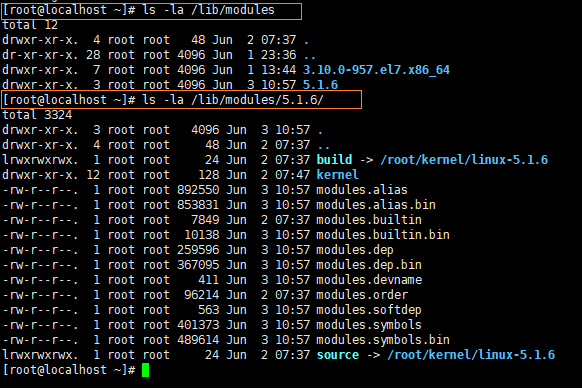 [root@localhost ~]# ls -la /lib/modules
total 12
drwxr-xr-x.  4 root root   48 Jun  2 07:37 .
dr-xr-xr-x. 28 root root 4096 Jun  1 23:36 ..
drwxr-xr-x.  7 root root 4096 Jun  1 13:44 3.10.0-957.el7.x86_64
drwxr-xr-x.  3 root root 4096 Jun  3 10:57 5.1.6
[root@localhost ~]# ls -la /lib/modules/5.1.6/
total 3324
drwxr-xr-x.  3 root root   4096 Jun  3 10:57 .
drwxr-xr-x.  4 root root     48 Jun  2 07:37 ..
lrwxrwxrwx.  1 root root     24 Jun  2 07:37 build -> /root/kernel/linux-5.1.6
drwxr-xr-x. 12 root root    128 Jun  2 07:47 kernel
-rw-r--r--.  1 root root 892550 Jun  3 10:57 modules.alias
-rw-r--r--.  1 root root 853831 Jun  3 10:57 modules.alias.bin
-rw-r--r--.  1 root root   7849 Jun  2 07:37 modules.builtin
-rw-r--r--.  1 root root  10138 Jun  3 10:57 modules.builtin.bin
-rw-r--r--.  1 root root 259596 Jun  3 10:57 modules.dep
-rw-r--r--.  1 root root 367095 Jun  3 10:57 modules.dep.bin
-rw-r--r--.  1 root root    411 Jun  3 10:57 modules.devname
-rw-r--r--.  1 root root  96214 Jun  2 07:37 modules.order
-rw-r--r--.  1 root root    563 Jun  3 10:57 modules.softdep
-rw-r--r--.  1 root root 401373 Jun  3 10:57 modules.symbols
-rw-r--r--.  1 root root 489614 Jun  3 10:57 modules.symbols.bin
lrwxrwxrwx.  1 root root     24 Jun  2 07:37 source -> /root/kernel/linux-5.1.6
[root@localhost ~]#